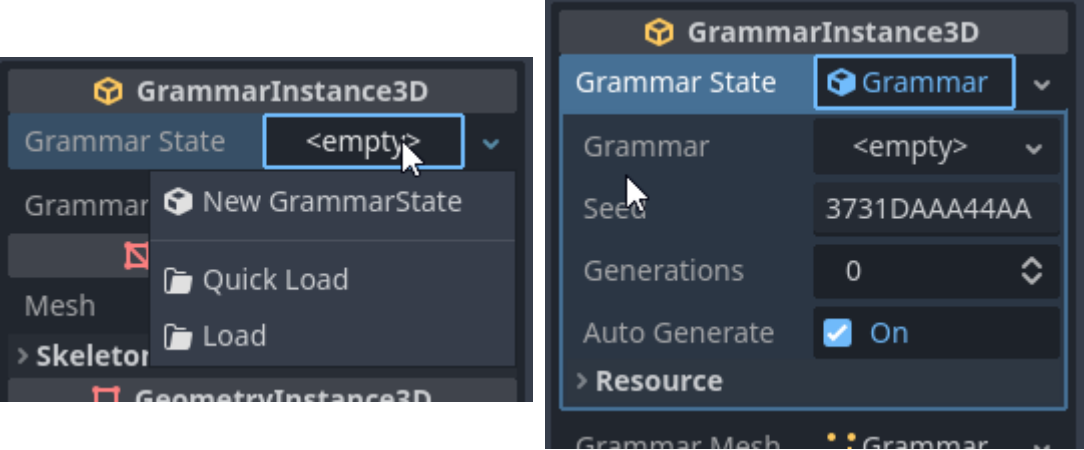 GrammarInstance3D
Grammar State <empty>
New GrammarState
Grammar
Quick Load
Mesh
Load
Skeleton
GeometryInstance3D
GrammarInstance3D
Grammar State Grammar
Grammar <empty>
Seed 3731DAAA44AA
Generations 0
Auto Generate On
Resource
Grammar Mesh Grammar